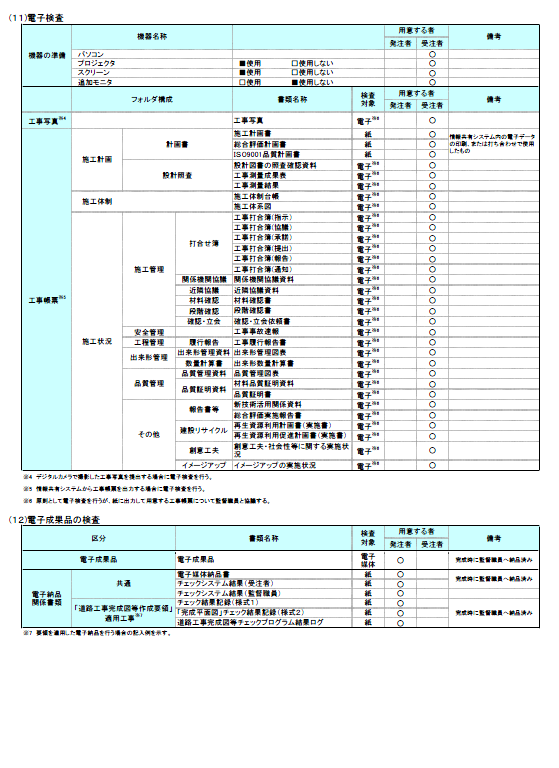 (11)電子検査
機器名称 用意する者 備考
発注者 受注者
機器の準備 パソコン ○
プロジェクタ ■使用 □使用しない ○
スクリーン ■使用 □使用しない ○
追加モニタ □使用 ■使用しない ○
フォルダ構成 書類名称 検査対象 用意する者 備考
発注者 受注者
工事写真※4 工事写真 電子※6 ○
工事帳票※5 施工計画 計画書 施工計画書 紙 ○ 情報共有システム内の電子データの印刷、または打ち合わせで使用したもの
総合評価計画書 紙 ○
ISO9001品質計画書 紙 ○
設計照査 設計図書の照査確認資料 電子※6 ○
工事測量成果表 電子※6 ○
工事測量結果 電子※6 ○
施工体制 施工体制台帳 電子※6 ○
施工体系図 電子※6 ○
施工状況 施工管理 打合せ簿 工事打合簿(指示) 電子※6 ○
工事打合簿(協議) 電子※6 ○
工事打合簿(承諾) 電子※6 ○
工事打合簿(提出) 電子※6 ○
工事打合簿(報告) 電子※6 ○
工事打合簿(通知) 電子※6 ○
関係機関協議 関係機関協議資料 電子※6 ○
近隣協議 近隣協議資料 電子※6 ○
材料確認 材料確認書 電子※6 ○
段階確認 段階確認書 電子※6 ○
確認・立会 確認・立会依頼書 電子※6 ○
安全管理 工事事故速報 電子※6 ○
工程管理 履行報告 工事履行報告書 電子※6 ○
出来形管理 出来形管理資料 出来形管理図表 電子※6 ○
数量計算書 出来形数量計算書 電子※6 ○
品質管理 品質管理資料 品質管理図表 電子※6 ○
品質証明資料 材料品質証明資料 電子※6 ○
品質証明書 電子※6 ○
その他 報告書等 新技術活用関係資料 電子※6 ○
総合評価実施報告書 電子※6 ○
建設リサイクル 再生資源利用計画書(実施書) 電子※6 ○
再生資源利用促進計画書(実施書) 電子※6 ○
創意工夫 創意工夫・社会性等に関する実施状況 電子※6 ○
イメージアップ イメージアップの実施状況 電子※6 ○
※4 デジタルカメラで撮影した工事写真を提出する場合に電子検査を行う。
※5 情報共有システムから工事帳票を出力する場合に電子検査を行う。
※6 原則として電子検査を行うが、紙に出力して用意する工事帳票について監督職員と協議する。
(12)電子成果品の検査
区分 書類名称 検査対象 用意する者 備考
発注者 受注者
電子成果品 電子成果品 電子媒体 ○ 完成時に監督職員へ納品済み
電子納品関係書類 共通 電子媒体納品書 紙 ○ 完成時に監督職員へ納品済み
チェックシステム結果(受注者) 紙 ○
チェックシステム結果(監督職員) 紙 ○
「道路工事完成図等作成要領」適用工事※7 チェック結果記録(様式1) 紙 ○ 完成時に監督職員へ納品済み
「完成平面図」チェック結果記録(様式2) 紙 ○
道路工事完成図等チェックプログラム結果ログ 紙 ○
※7 要領を適用した電子納品を行う場合の記入例を示す。